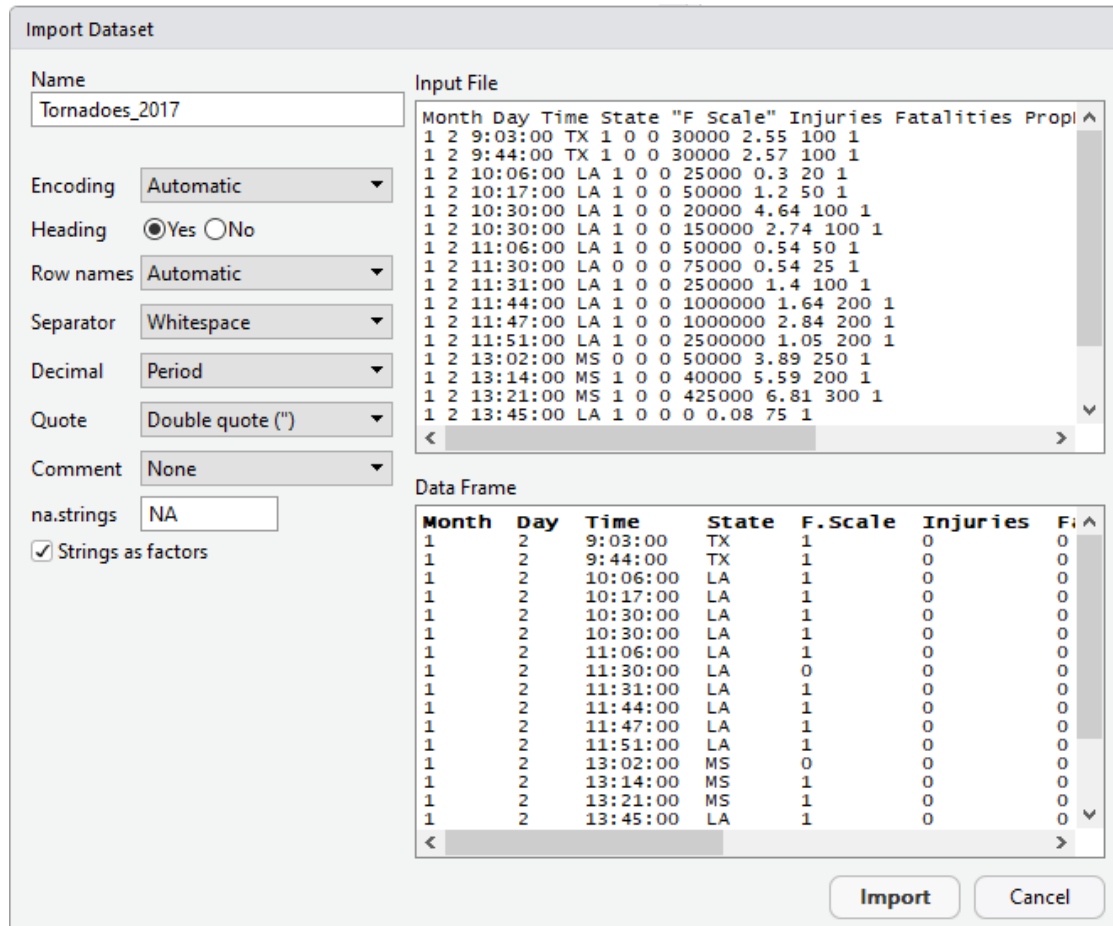 Import Dataset
Name
Tornadoes_2017
Encoding Automatic
Heading Yes No
Row names Automatic
Separator Whitespace
Decimal Period
Quote Double quote (")
Comment None
na.strings NA
Strings as factors
Input File
Month Day Time State "F Scale" Injuries Fatalities Prop
1 2 9:03:00 TX 1 0 0 30000 2.55 100 1
1 2 9:44:00 TX 1 0 0 30000 2.57 100 1
1 2 10:06:00 LA 1 0 0 25000 0.3 20 1
1 2 10:17:00 LA 1 0 0 50000 1.2 50 1
1 2 10:30:00 LA 1 0 0 20000 4.64 100 1
1 2 10:30:00 LA 1 0 0 150000 2.74 100 1
1 2 11:06:00 LA 1 0 0 50000 0.54 50 1
1 2 11:30:00 LA 0 0 0 75000 0.54 25 1
1 2 11:31:00 LA 1 0 0 250000 1.4 100 1
1 2 11:44:00 LA 1 0 0 1000000 1.64 200 1
1 2 11:47:00 LA 1 0 0 1000000 2.84 200 1
1 2 11:51:00 LA 1 0 0 2500000 1.05 200 1
1 2 13:02:00 MS 0 0 0 50000 3.89 250 1
1 2 13:14:00 MS 1 0 0 40000 5.59 200 1
1 2 13:21:00 MS 1 0 0 425000 6.81 300 1
1 2 13:45:00 LA 1 0 0 0 0.08 75 1
Data Frame
Month Day Time State F.Scale Injuries Fa
1 2 9:03:00 TX 1 0 0
1 2 9:44:00 TX 1 0 0
1 2 10:06:00 LA 1 0 0
1 2 10:17:00 LA 1 0 0
1 2 10:30:00 LA 1 0 0
1 2 10:30:00 LA 1 0 0
1 2 11:06:00 LA 1 0 0
1 2 11:30:00 LA 0 0 0
1 2 11:31:00 LA 1 0 0
1 2 11:44:00 LA 1 0 0
1 2 11:47:00 LA 1 0 0
1 2 11:51:00 LA 1 0 0
1 2 13:02:00 MS 0 0 0
1 2 13:14:00 MS 1 0 0
1 2 13:21:00 MS 1 0 0
1 2 13:45:00 LA 1 0 0
Import Cancel